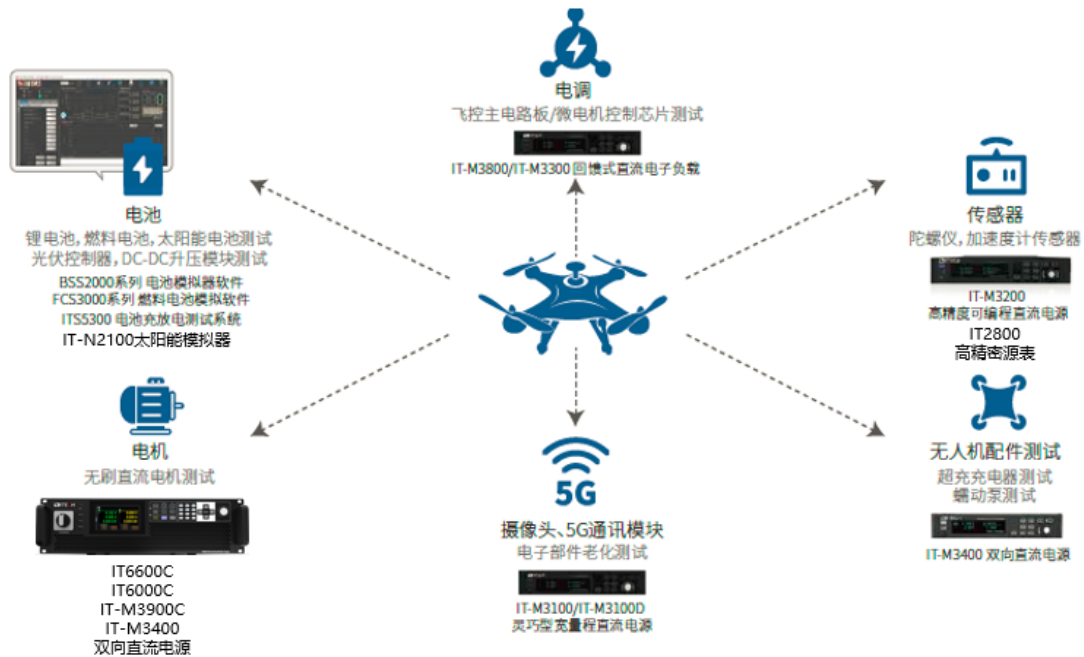 电调
飞控主电路板/微电机控制芯片测试
IT-M3800/IT-M3300 回馈式直流电子负载
电池
锂电池,燃料电池,太阳能电池测试
光伏控制器,DC-DC升压模块测试
BSS2000系列 电池模拟器软件
FCS3000系列 燃料电池模拟软件
ITS5300 电池充放电测试系统
IT-N2100太阳能模拟器
传感器
陀螺仪,加速度计传感器
IT-M3200
高精度可编程直流电源
IT2800
高精密源表
电机
无刷直流电机测试
IT6600C
IT6000C
IT-M3900C
IT-M3400
双向直流电源
5G
摄像头、5G通讯模块
电子部件老化测试
IT-M3100/IT-M3100D
灵巧型宽量程直流电源
无人机配件测试
超充充电器测试
蠕动泵测试
IT-M3400 双向直流电源